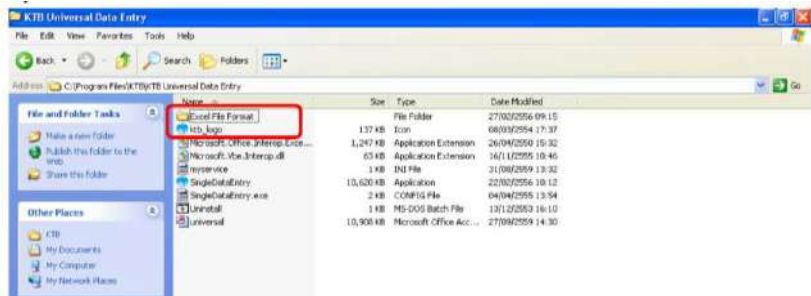 KTB Universal Data Entry
File Edit View Favorites Tools Help
Back Search Folders
Address C:\Program Files\KTB\KTB Universal Data Entry Go
Name Size Type Date Modified
File and Folder Tasks
Make a new folder
Publish this folder to the Web
Share this folder
Other Places
KTB
My Documents
My Computer
My Network Places
Excel File Format File Folder 27/02/2556 09:15
ktb_logo 137 KB Icon 08/03/2554 17:37
Microsoft.Office.Interop.Exce... 1,247 KB Application Extension 26/04/2550 15:32
Microsoft.Vbe.Interop.dll 63 KB Application Extension 16/11/2555 10:46
myservice 1 KB INI File 31/08/2559 13:32
SingleDataEntry 10,620 KB Application 22/02/2556 10:12
SingleDataEntry.exe 2 KB CONFIG File 04/04/2555 13:54
Uninstall 1 KB MS-DOS Batch File 13/12/2553 16:10
universal 10,908 KB Microsoft Office Acc... 27/09/2559 14:30